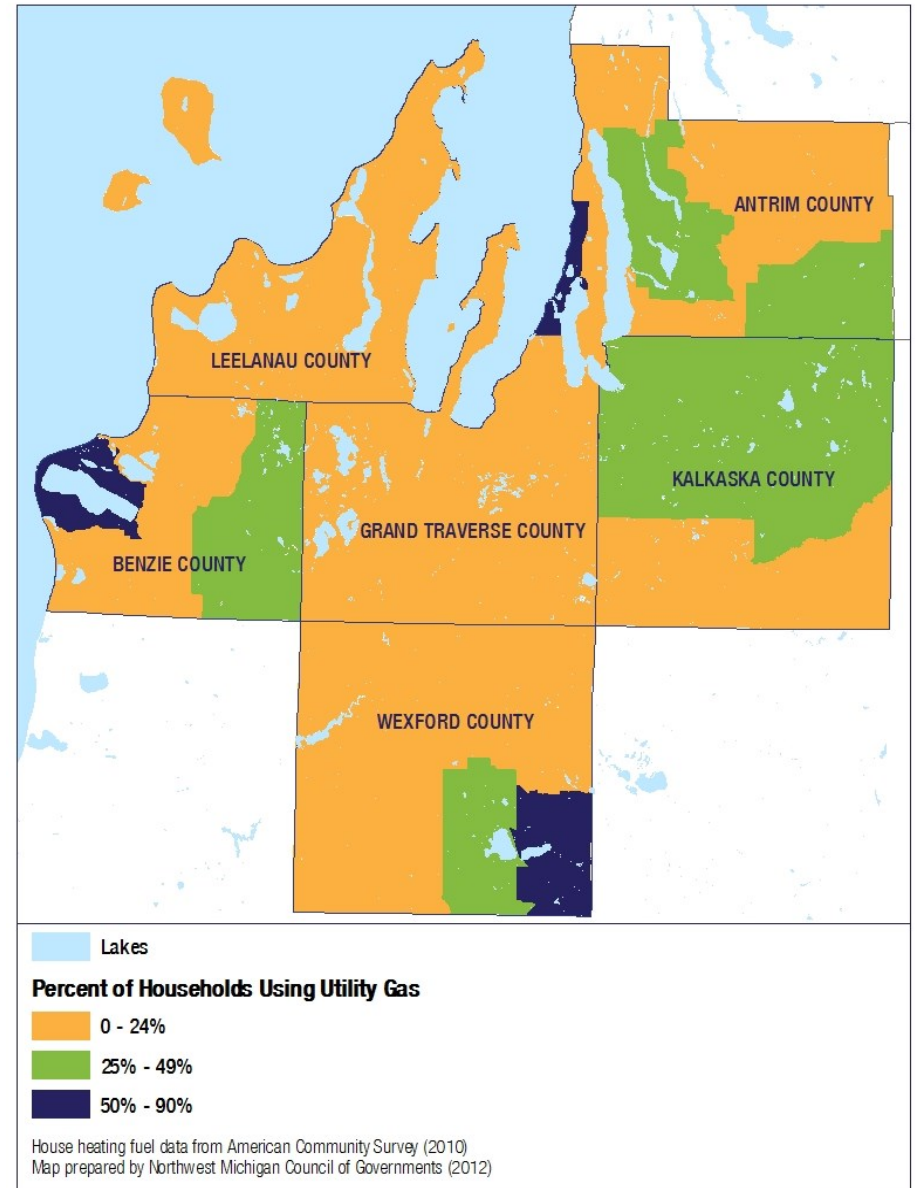 ANTRIM COUNTY
LEELANAU COUNTY
KALKASKA COUNTY
GRAND TRAVERSE COUNTY
BENZIE COUNTY
WEXFORD COUNTY
Lakes
Percent of Households Using Utility Gas
0 - 24%
25% - 49%
50% - 90%
House heating fuel data from American Community Survey (2010)
Map prepared by Northwest Michigan Council of Governments (2012)